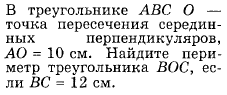 В треугольнике ABC O —
точка пересечения середин-
ных перпендикуляров,
AO = 10 см. Найдите пери-
метр треугольника BOC, ес-
ли BC = 12 см.